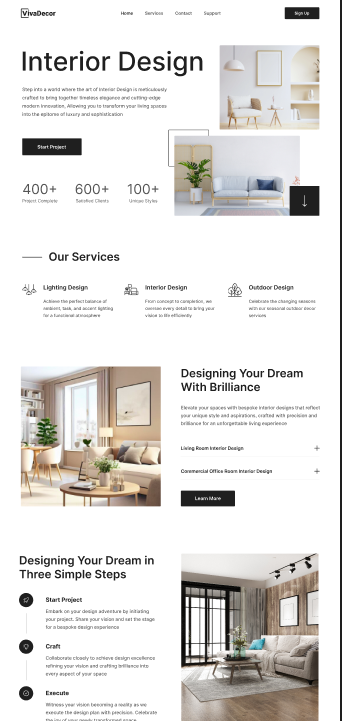 VivaDecor
Home Services Contact Support
Sign Up
Interior Design
Step into a world where the art of Interior Design is meticulously
crafted to bring together timeless elegance and cutting-edge
modern innovation, Allowing you to transform your living spaces
into the epitome of luxury and sophistication
Start Project
400+ 600+ 100+
Project Complete Satisfied Clients Unique Styles
Our Services
Lighting Design
Achieve the perfect balance of
ambient, task, and accent lighting
for a functional atmosphere
Interior Design
From concept to completion, we
oversee every detail to bring your
vision to life efficiently
Outdoor Design
Celebrate the changing seasons
with our seasonal outdoor decor
services
Designing Your Dream
With Brilliance
Elevate your spaces with bespoke interior designs that reflect
your unique style and aspirations, crafted with precision and
brilliance for an unforgettable living experience
Living Room Interior Design
Commercial Office Room Interior Design
Learn More
Designing Your Dream in
Three Simple Steps
Start Project
Embark on your design adventure by initiating
your project. Share your vision and set the stage
for a bespoke design experience
Craft
Collaborate closely to achieve design excellence
refining your vision and crafting brilliance into
every aspect of your space
Execute
Witness your vision becoming a reality as we
execute the design plan with precision. Celebrate
the joy of your newly transformed space